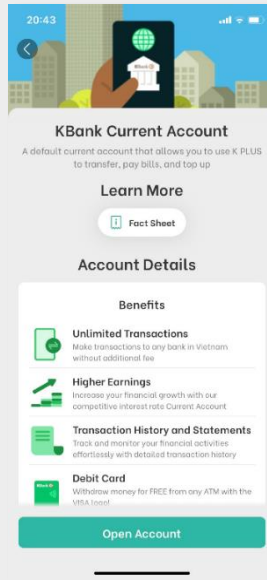 20:43
KBank
KBank Current Account
A default current account that allows you to use K PLUS
to transfer, pay bills, and top up
Learn More
Fact Sheet
Account Details
Benefits
Unlimited Transactions
Make transactions to any bank in Vietnam
without additional fee
Higher Earnings
Increase your financial growth with our
competitive interest rate Current Account
Transaction History and Statements
Track and monitor your financial activities
effortlessly with detailed transaction history
Debit Card
Withdraw money for FREE from any ATM with the
VISA logo!
Open Account